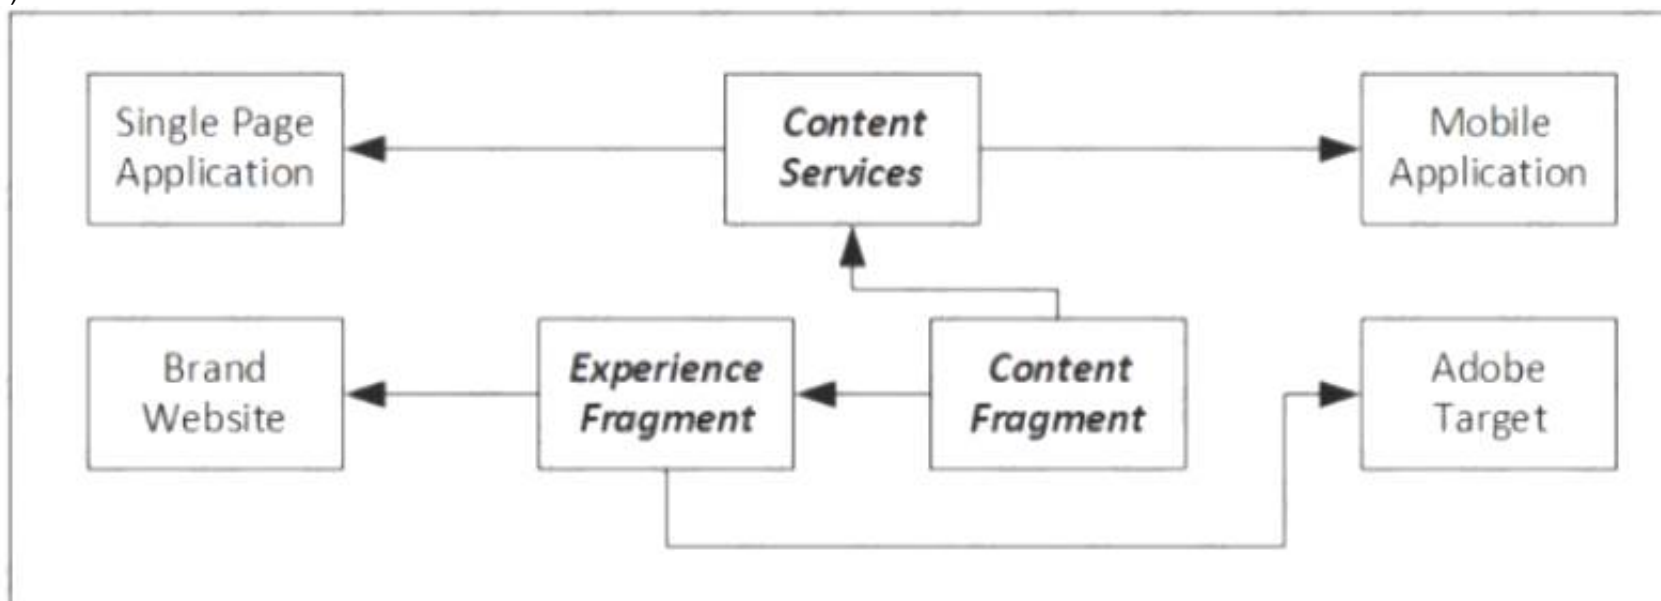 Single Page
Application
Content
Services
Mobile
Application
Brand
Website
Experience
Fragment
Content
Fragment
Adobe
Target